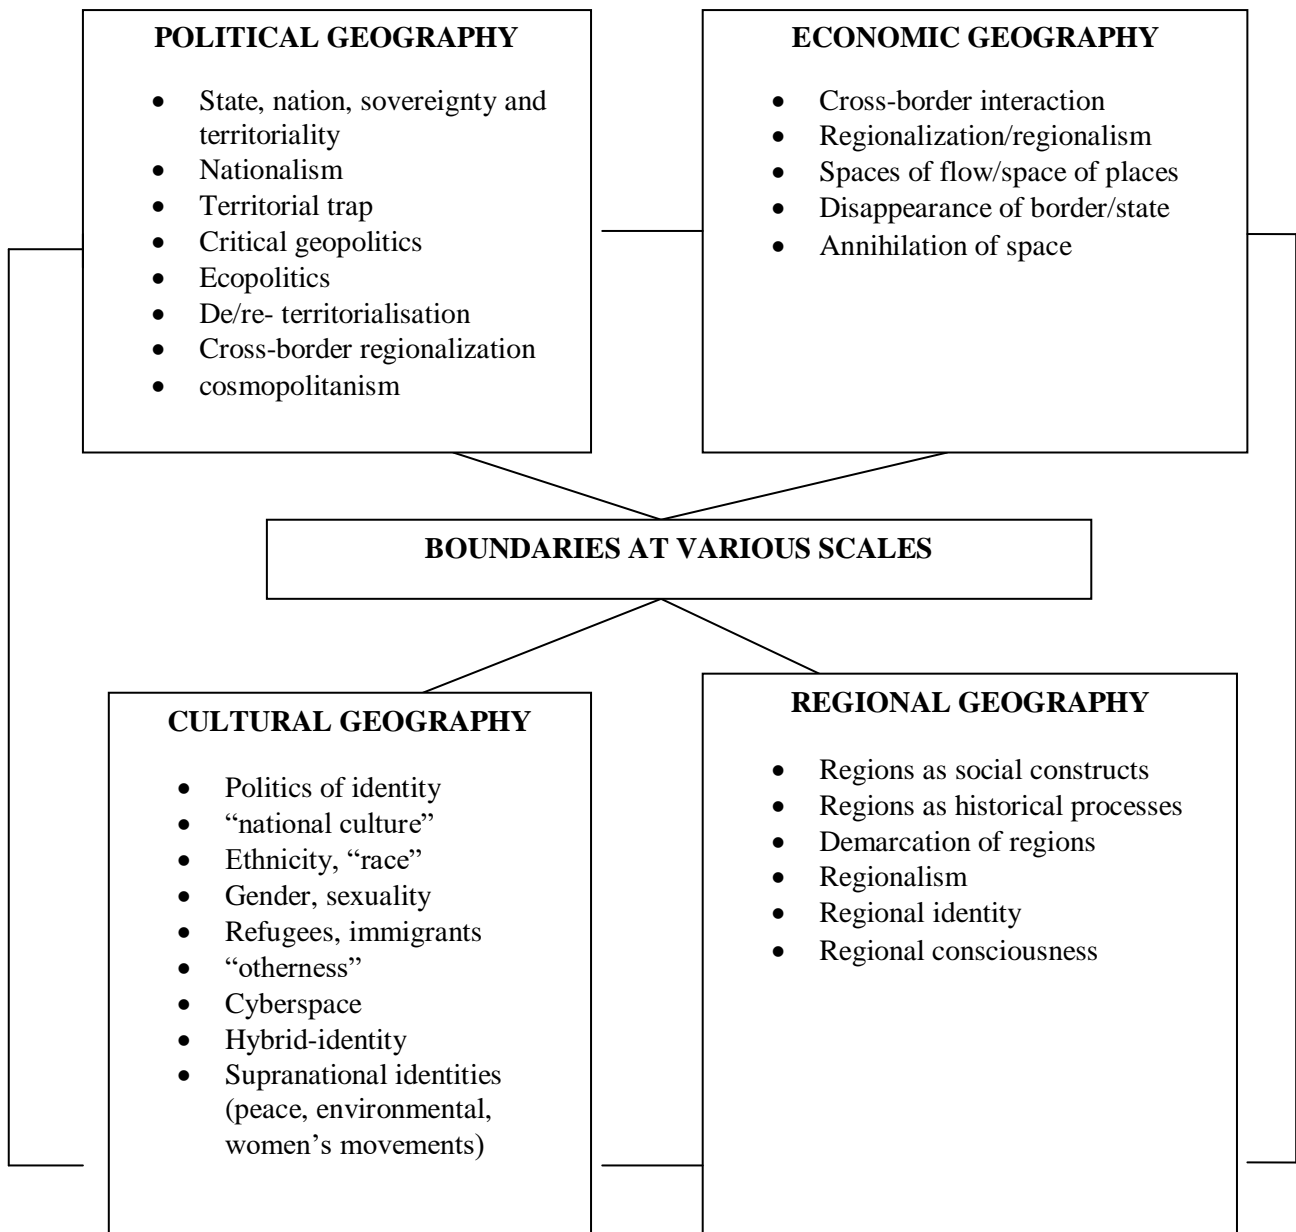 POLITICAL GEOGRAPHY
• State, nation, sovereignty and
territoriality
• Nationalism
• Territorial trap
• Critical geopolitics
• Ecopolitics
• De/re- territorialisation
• Cross-border regionalization
• cosmopolitanism
ECONOMIC GEOGRAPHY
• Cross-border interaction
• Regionalization/regionalism
• Spaces of flow/space of places
• Disappearance of border/state
• Annihilation of space
BOUNDARIES AT VARIOUS SCALES
CULTURAL GEOGRAPHY
• Politics of identity
• “national culture”
• Ethnicity, “race”
• Gender, sexuality
• Refugees, immigrants
• “otherness”
• Cyberspace
• Hybrid-identity
• Supranational identities
(peace, environmental,
women’s movements)
REGIONAL GEOGRAPHY
• Regions as social constructs
• Regions as historical processes
• Demarcation of regions
• Regionalism
• Regional identity
• Regional consciousness